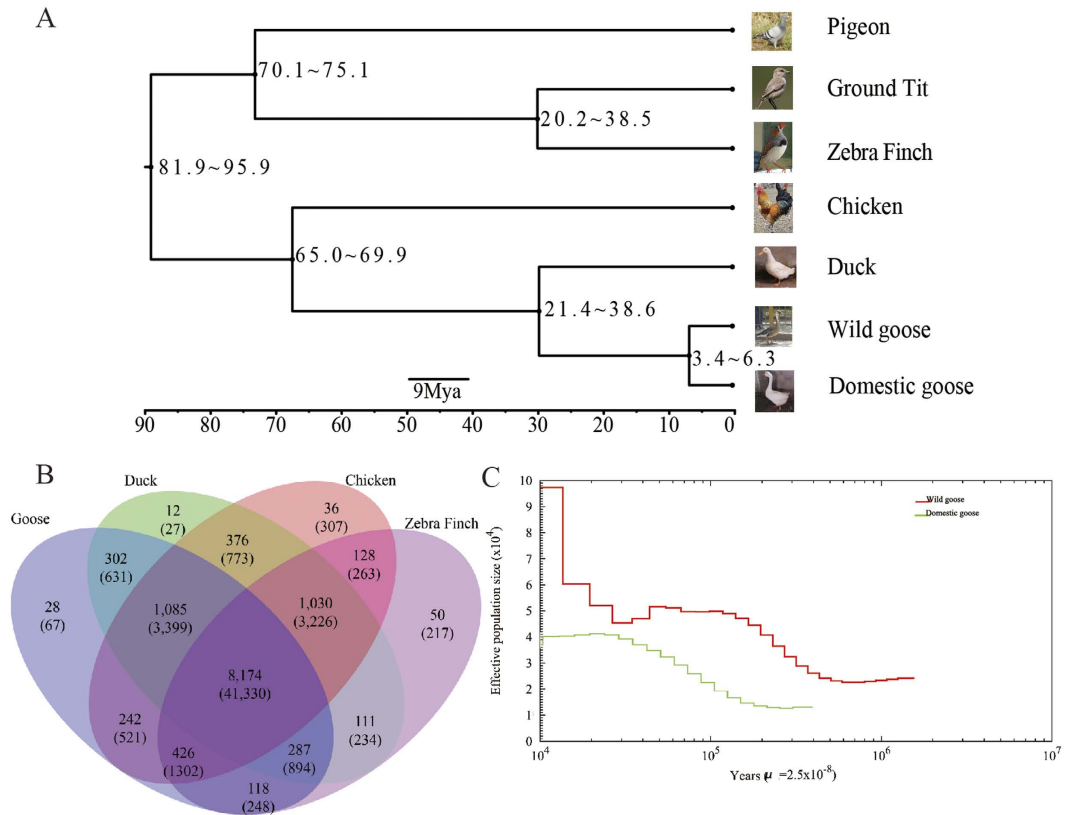 A
Pigeon
70.1~75.1
Ground Tit
20.2~38.5
Zebra Finch
81.9~95.9
Chicken
65.0~69.9
Duck
21.4~38.6
Wild goose
3.4~6.3
Domestic goose
9Mya
90 80 70 60 50 40 30 20 10 0
B
Duck
Chicken
Goose
Zebra Finch
12
(27)
36
(307)
302
(631)
376
(773)
128
(263)
28
(67)
1,085
(3,399)
1,030
(3,226)
50
(217)
8,174
(41,330)
242
(521)
111
(234)
426
(1302)
287
(894)
118
(248)
C
Wild goose
Domestic goose
Effective population size (x10⁴)
10
9
8
7
6
5
4
3
2
1
0
10⁴ 10⁵ 10⁶ 10⁷
Years (μ =2.5x10⁻⁸)